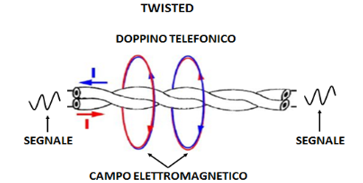 TWISTED
DOPPINO TELEFONICO
I
I
SEGNALE
SEGNALE
CAMPO ELETTROMAGNETICO